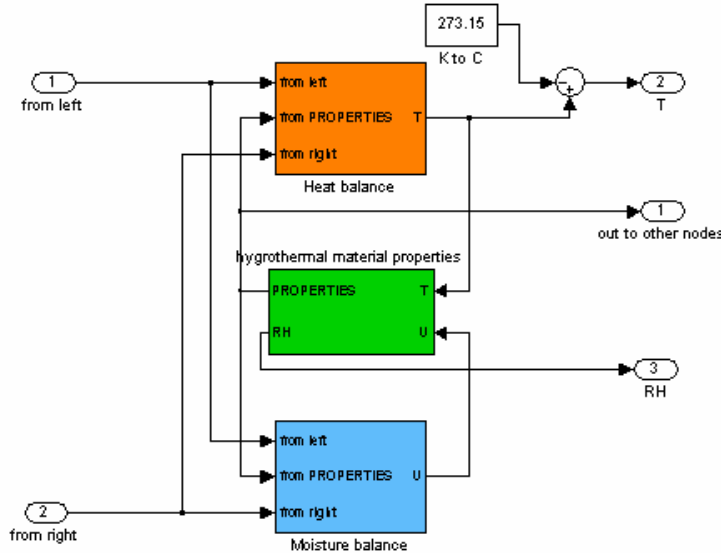 273.15
K to C
1
from left
from left
from PROPERTIES
T
from right
Heat balance
-
+
2
T
1
out to other nodes
hygrothermal material properties
PROPERTIES
T
RH
U
3
RH
from left
from PROPERTIES
U
from right
Moisture balance
2
from right